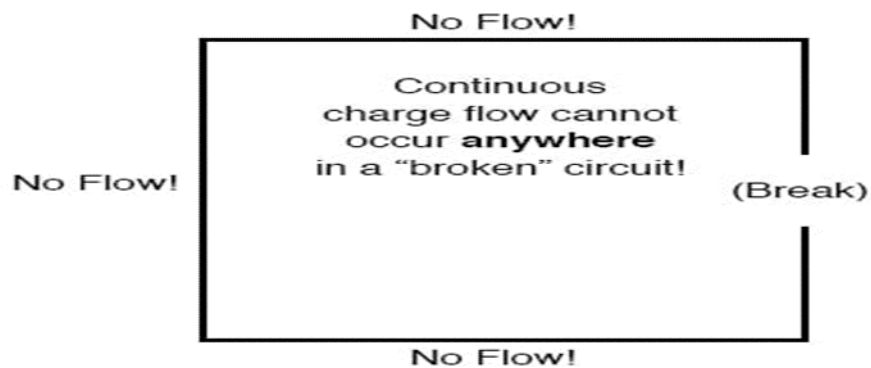 No Flow!
Continuous
charge flow cannot
occur anywhere
in a “broken” circuit!
No Flow!
(Break)
No Flow!